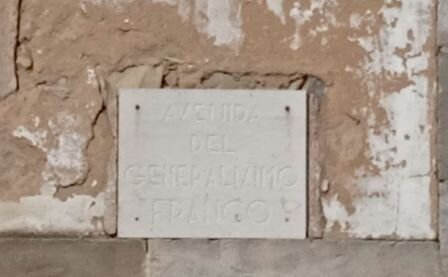 AVENIDA
DEL
GENERALISIMO
FRANCO